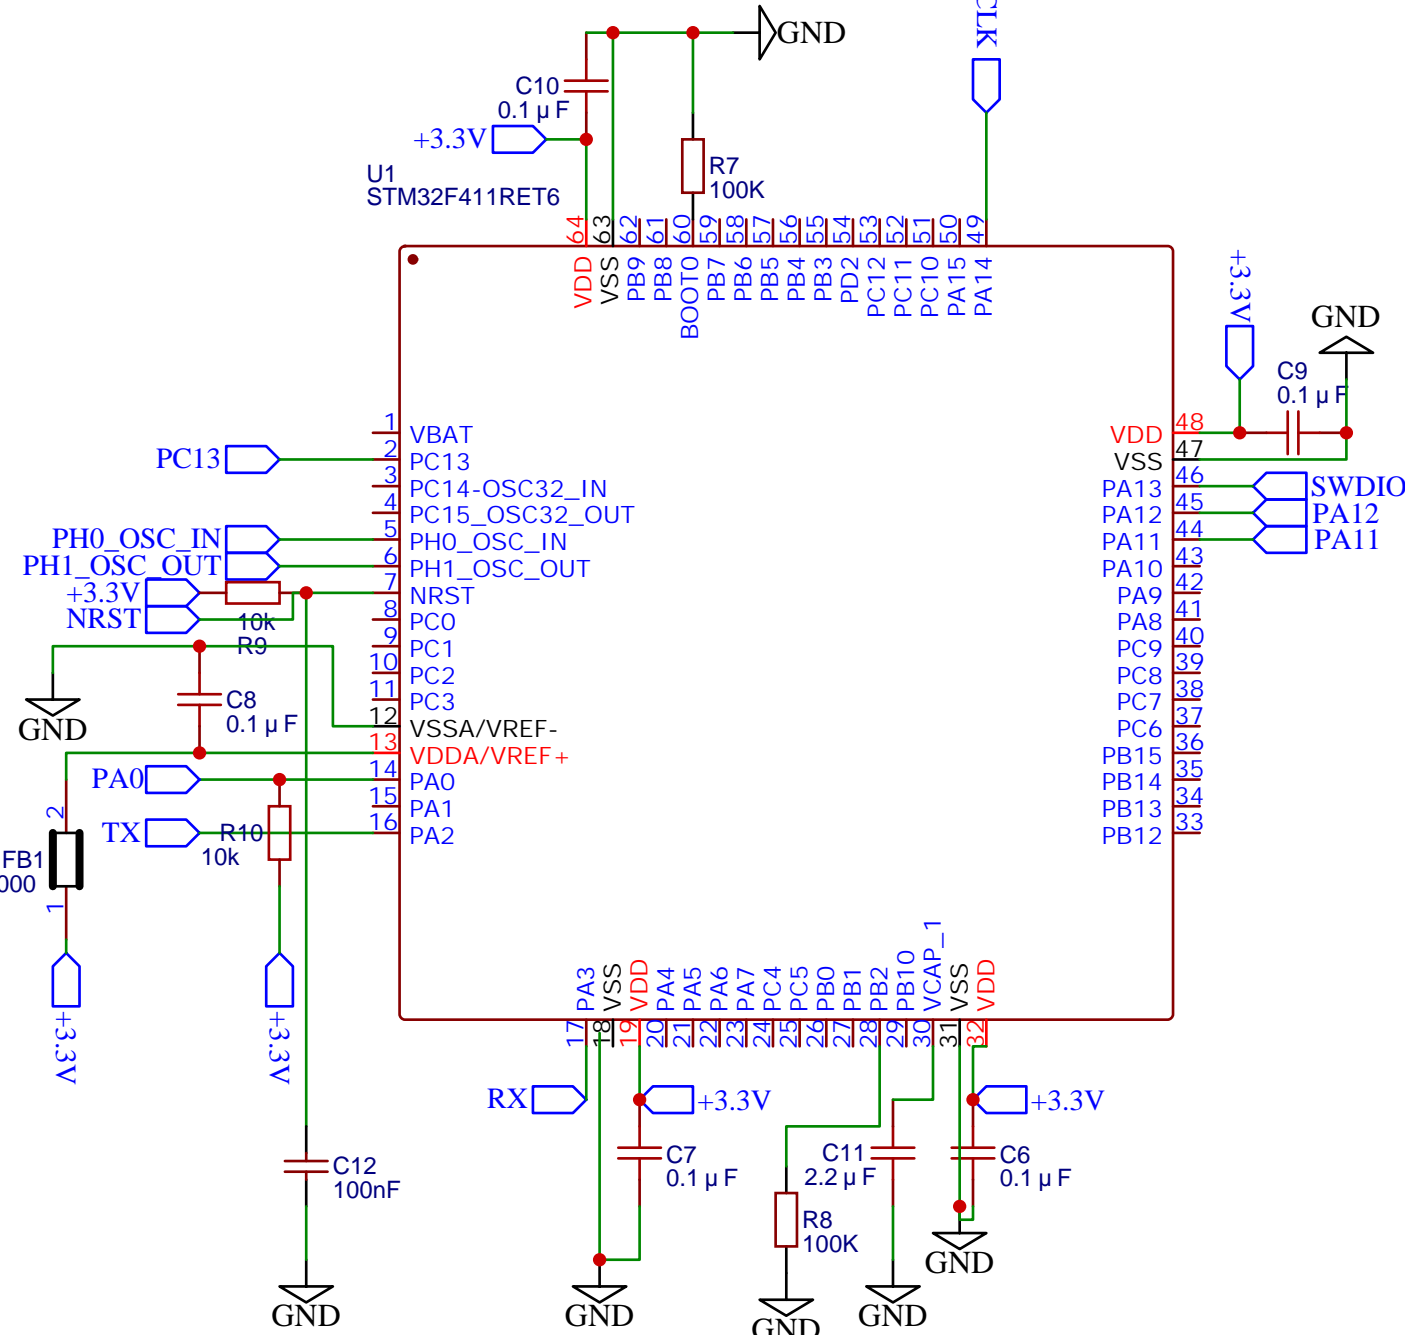 CLK
GND
C10
0.1 µ F
+3.3V
R7
100K
U1
STM32F411RET6
64
63
62
61
60
59
58
57
56
55
54
53
52
51
50
49
VDD
VSS
PB9
PB8
BOOT0
PB7
PB6
PB5
PB4
PB3
PD2
PC12
PC11
PC10
PA15
PA14
+3.3V
GND
C9
0.1 µ F
1
VBAT
PC13
2
PC13
3
PC14-OSC32_IN
4
PC15_OSC32_OUT
PH0_OSC_IN
5
PH0_OSC_IN
PH1_OSC_OUT
6
PH1_OSC_OUT
+3.3V
7
NRST
NRST
10k
R9
8
PC0
9
PC1
10
PC2
11
PC3
12
VSSA/VREF-
13
VDDA/VREF+
14
PA0
15
PA1
16
PA2
GND
C8
0.1 µ F
PA0
TX
R10
10k
2
FB1
000
1
+3.3V
+3.3V
VDD
48
VSS
47
PA13
46
SWDIO
PA12
45
PA12
PA11
44
PA11
PA10
43
PA9
42
PA8
41
PC9
40
PC8
39
PC7
38
PC6
37
PB15
36
PB14
35
PB13
34
PB12
33
PA3
VSS
VDD
PA4
PA5
PA6
PA7
PC4
PC5
PB0
PB1
PB2
PB10
VCAP_1
VSS
VDD
17
18
19
20
21
22
23
24
25
26
27
28
29
30
31
32
RX
+3.3V
+3.3V
C7
0.1 µ F
C11
2.2 µ F
C6
0.1 µ F
C12
100nF
R8
100K
GND
GND
GND
GND
GND
GND